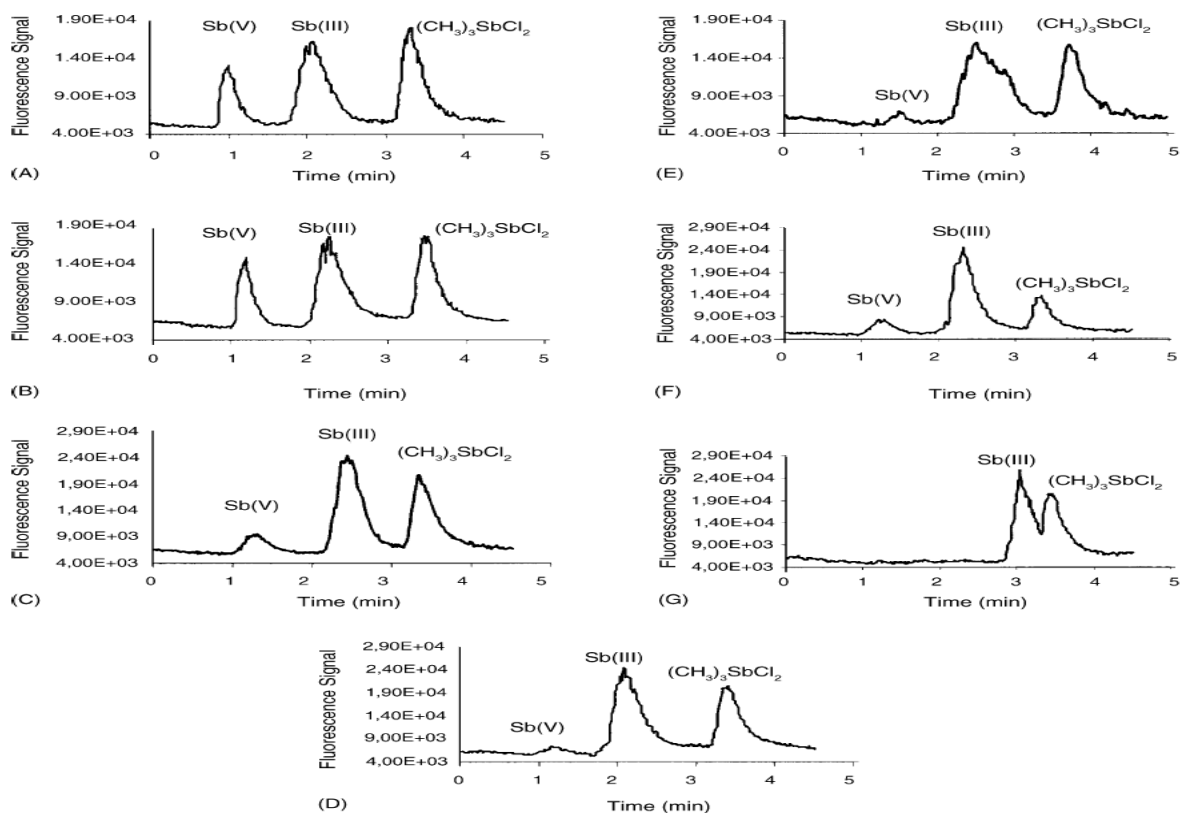 1.90E+04
1.40E+04
9.00E+03
4.00E+03
Fluorescence Signal
Sb(V)
Sb(III)
(CH₃)₃SbCl₂
0 1 2 3 4 5
Time (min)
(A)
1.90E+04
1.40E+04
9.00E+03
4.00E+03
Fluorescence Signal
Sb(V)
Sb(III)
(CH₃)₃SbCl₂
0 1 2 3 4 5
Time (min)
(B)
2,90E+04
2,40E+04
1,90E+04
1,40E+04
9,00E+03
4,00E+03
Fluorescence Signal
Sb(V)
Sb(III)
(CH₃)₃SbCl₂
0 1 2 3 4 5
Time (min)
(C)
2,90E+04
2,40E+04
1,90E+04
1,40E+04
9,00E+03
4,00E+03
Fluorescence Signal
Sb(V)
Sb(III)
(CH₃)₃SbCl₂
0 1 2 3 4 5
Time (min)
(D)
1.90E+04
1.40E+04
9.00E+03
4.00E+03
Fluorescence Signal
Sb(V)
Sb(III)
(CH₃)₃SbCl₂
0 1 2 3 4 5
Time (min)
(E)
2,90E+04
2,40E+04
1,90E+04
1,40E+04
9,00E+03
4,00E+03
Fluorescence Signal
Sb(V)
Sb(III)
(CH₃)₃SbCl₂
0 1 2 3 4 5
Time (min)
(F)
2,90E+04
2,40E+04
1,90E+04
1,40E+04
9,00E+03
4,00E+03
Fluorescence Signal
Sb(III)
(CH₃)₃SbCl₂
0 1 2 3 4 5
Time (min)
(G)